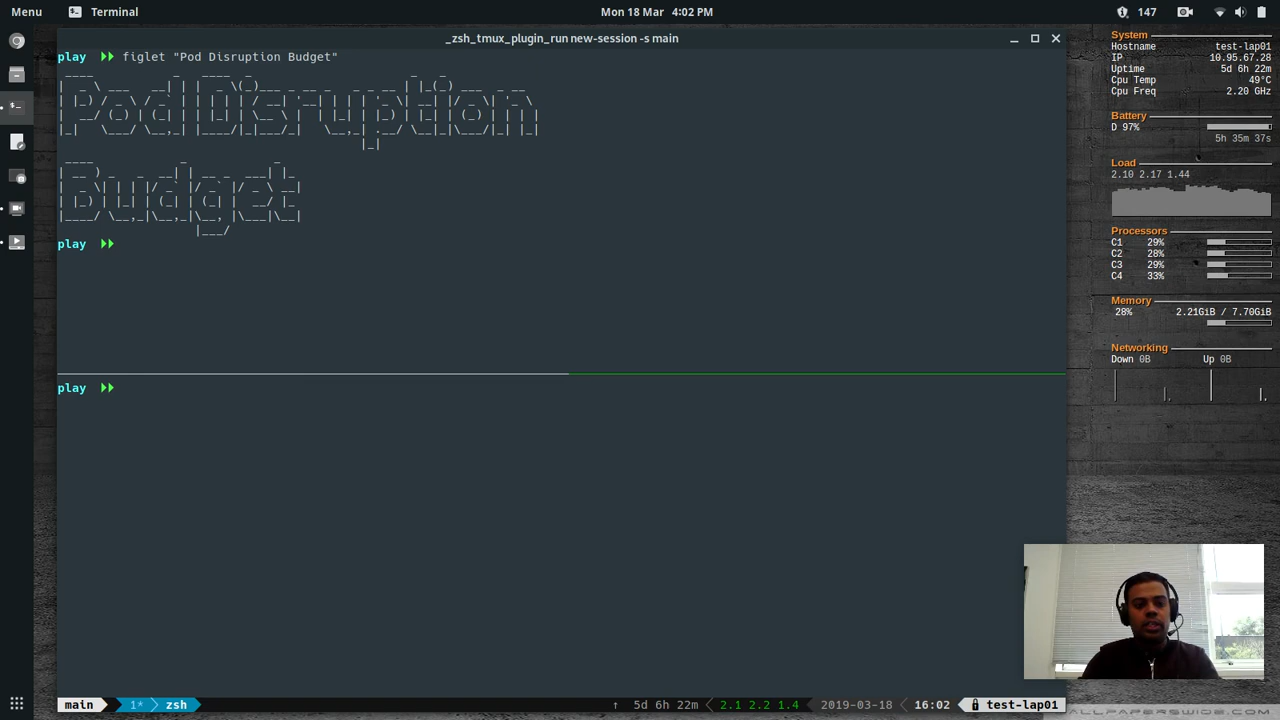 Menu
Terminal
Mon 18 Mar 4:02 PM
147
_zsh_tmux_plugin_run new-session -s main
play figlet "Pod Disruption Budget"
Pod Disruption
Budget
play
play
System
Hostname test-lap01
IP 10.95.67.28
Uptime 5d 6h 22m
Cpu Temp 49°C
Cpu Freq 2.20 GHz
Battery
D 97%
5h 35m 37s
Load
2.10 2.17 1.44
Processors
C1 29%
C2 28%
C3 29%
C4 33%
Memory
28% 2.21GiB / 7.70GiB
Networking
Down 0B Up 0B
main 1* zsh ↑ 5d 6h 22m 2.1 2.2 1.4 2019-03-18 16:02 test-lap01